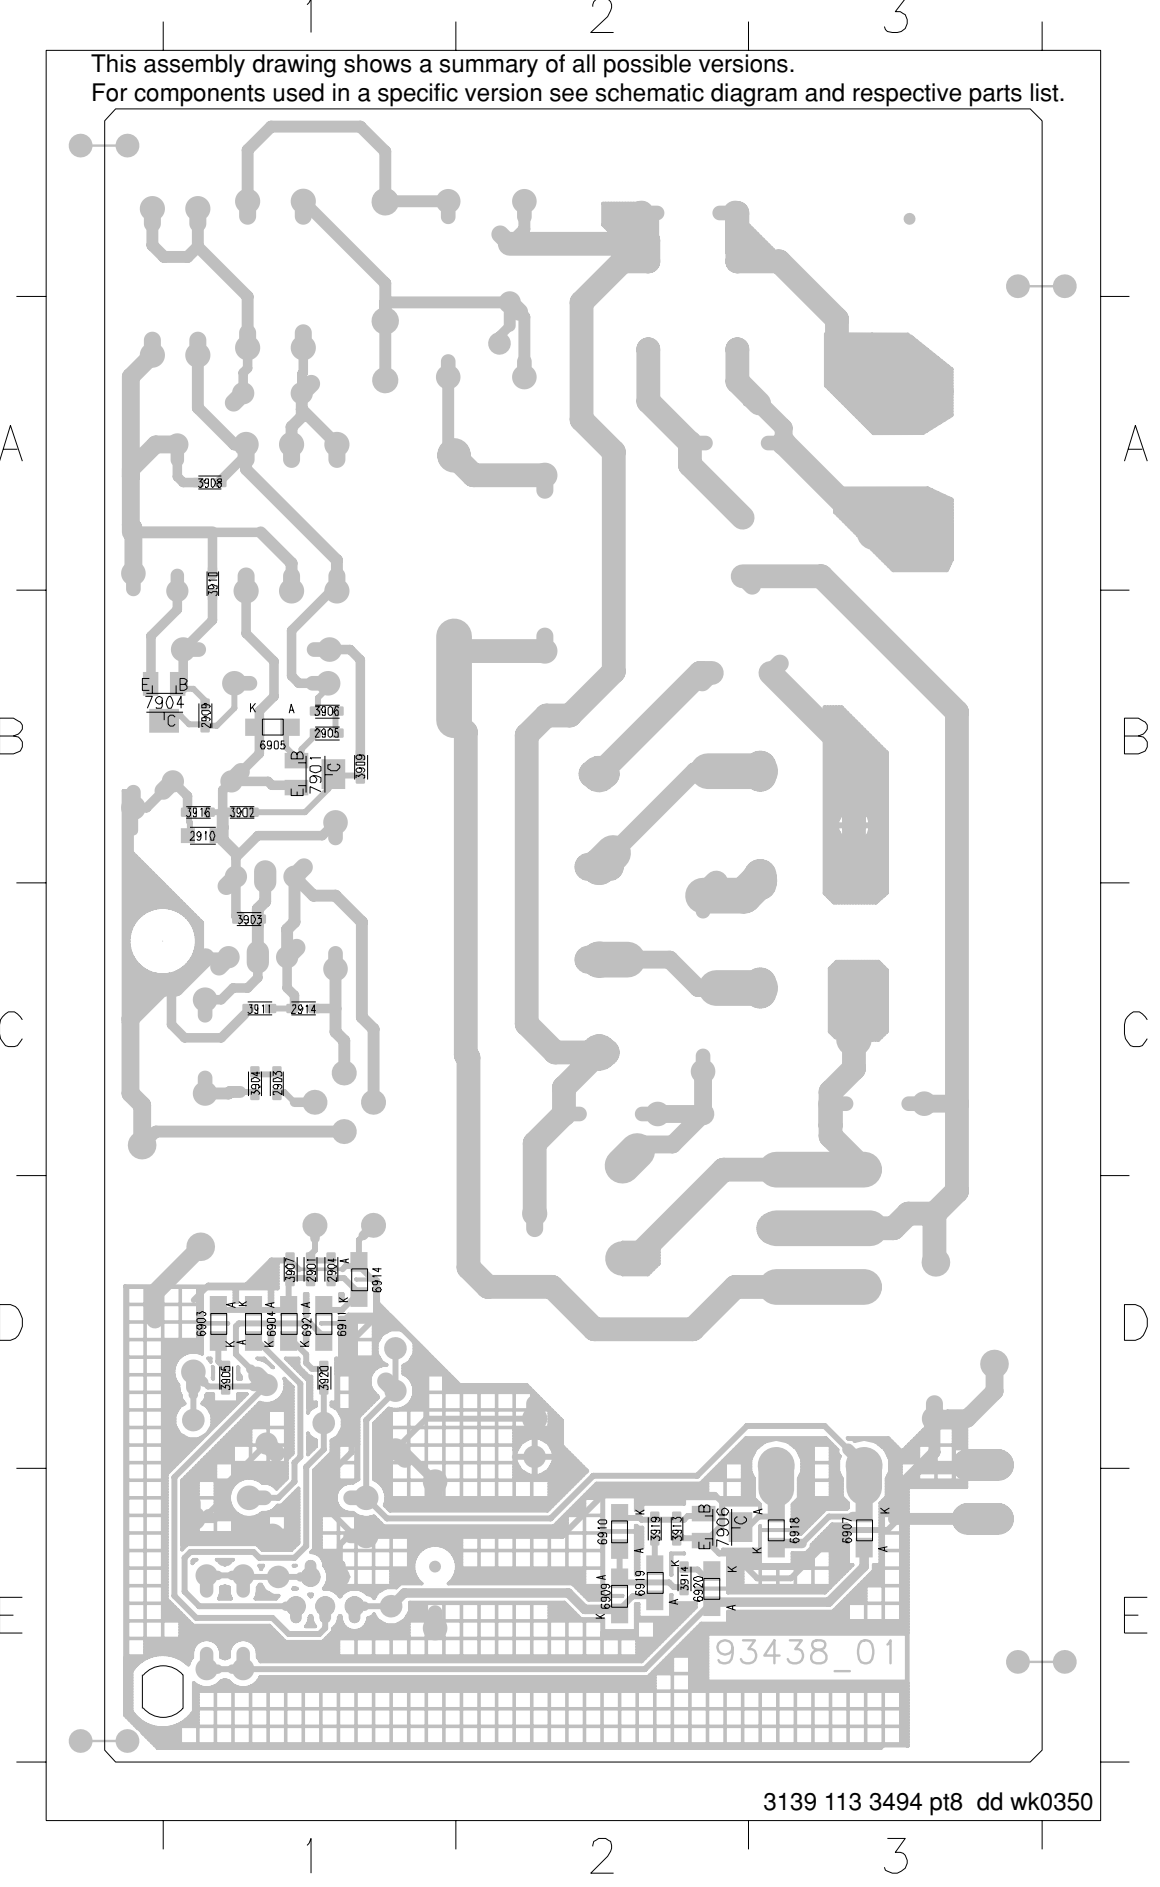 1 2 3
This assembly drawing shows a summary of all possible versions.
For components used in a specific version see schematic diagram and respective parts list.
A A
3908
3910
E B
7904
C
2909
K A
6905
3906
2905
B B
B
7901
C
E
3909
3916 3902
2910
3903
3911 2914
C C
3904 2903
3907 2901 2904 A
6914
K
A K A A
6903 6904 6921 6911
K A K K
D D
3905 3920
K B A K
6910 3919 3913 7906 C 6918 6907
A E K A
A K K
6909 6919 3914 6920
K A A
E E
93438_01
3139 113 3494 pt8 dd wk0350
1 2 3